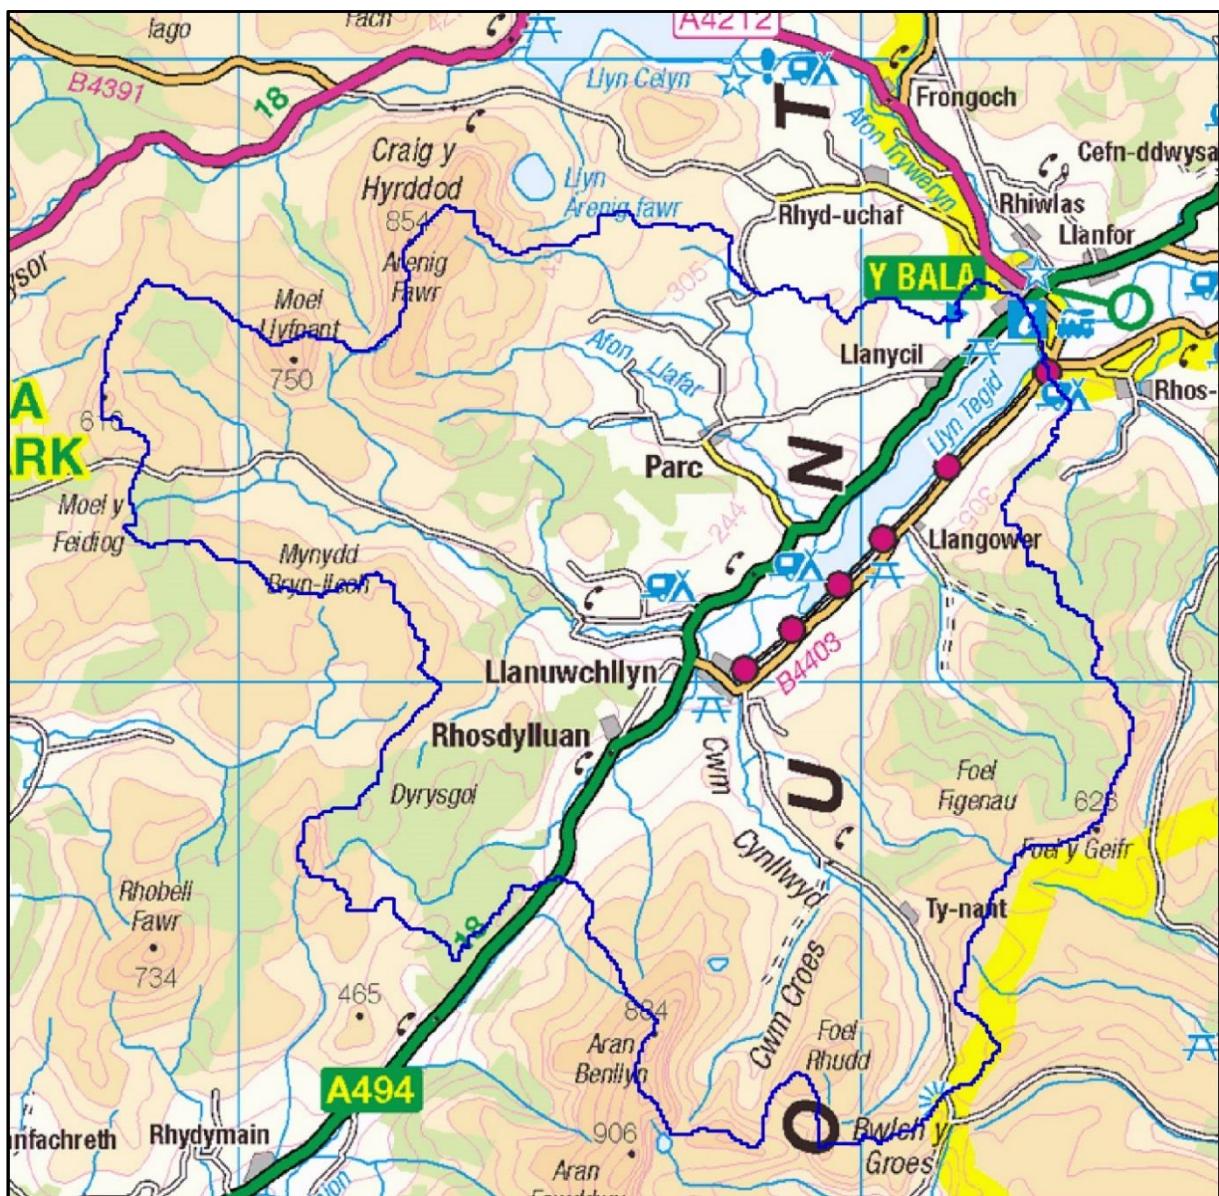 Iago
Fach
A4212
B4391
18
Llyn Celyn
Frongoch
Afon Tryweryn
T
Craig y
Hyrddod
Llyn
Arenig fawr
Cefn-ddwysa
Rhyd-uchaf
Rhiwlas
Llanfor
854
Arenig
Fawr
305
Y BALA
Moel
Llyfnant
750
Afon Llafar
Llanycil
Llyn Tegid
Rhos-
A
RK
Parc
N
Moel y
Feidiog
244
305
Llangower
Mynydd
Bryn-llech
Llanuwchllyn
B4403
Rhosdylluan
Cwm
Cynllwyd
U
Dyrysgol
Foel
Figenau
626
Foel y Geifr
Rhobell
Fawr
734
18
Ty-nant
465
884
Aran
Benllyn
Cwm Croes
Foel
Rhudd
A494
O
Bwlch y
Groes
nfachreth
Rhydymain
906
Aran